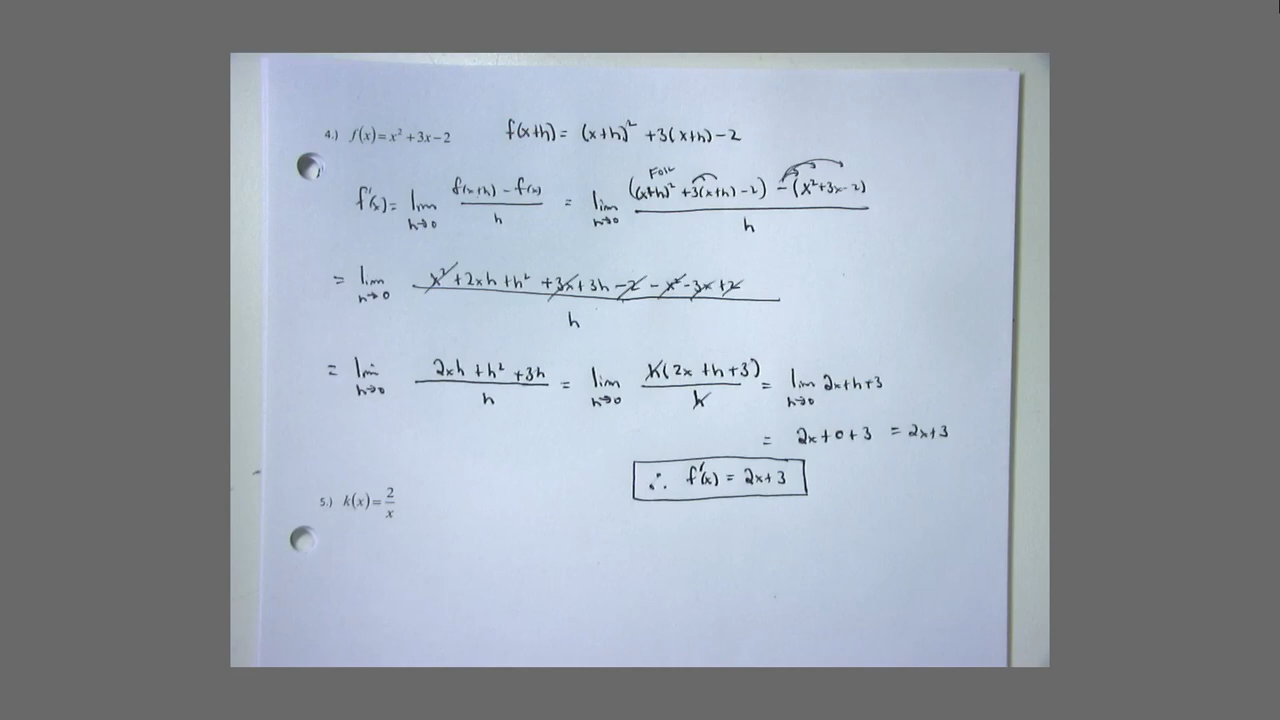 4.) f(x)=x²+3x−2 f(x+h)= (x+h)² +3(x+h)−2
FOIL
f'(x)= lim h→0 (f(x+h) − f(x))/h = lim h→0 ((x+h)² +3(x+h)−2) −(x²+3x−2) / h
= lim h→0 (x² +2xh +h² +3x+3h −2 −x² −3x +2)/h
= lim h→0 (2xh +h² +3h)/h = lim h→0 h(2x +h+3)/h = lim h→0 2x+h+3
= 2x+0+3 = 2x+3
∴ f'(x) = 2x+3
5.) k(x)=2/x